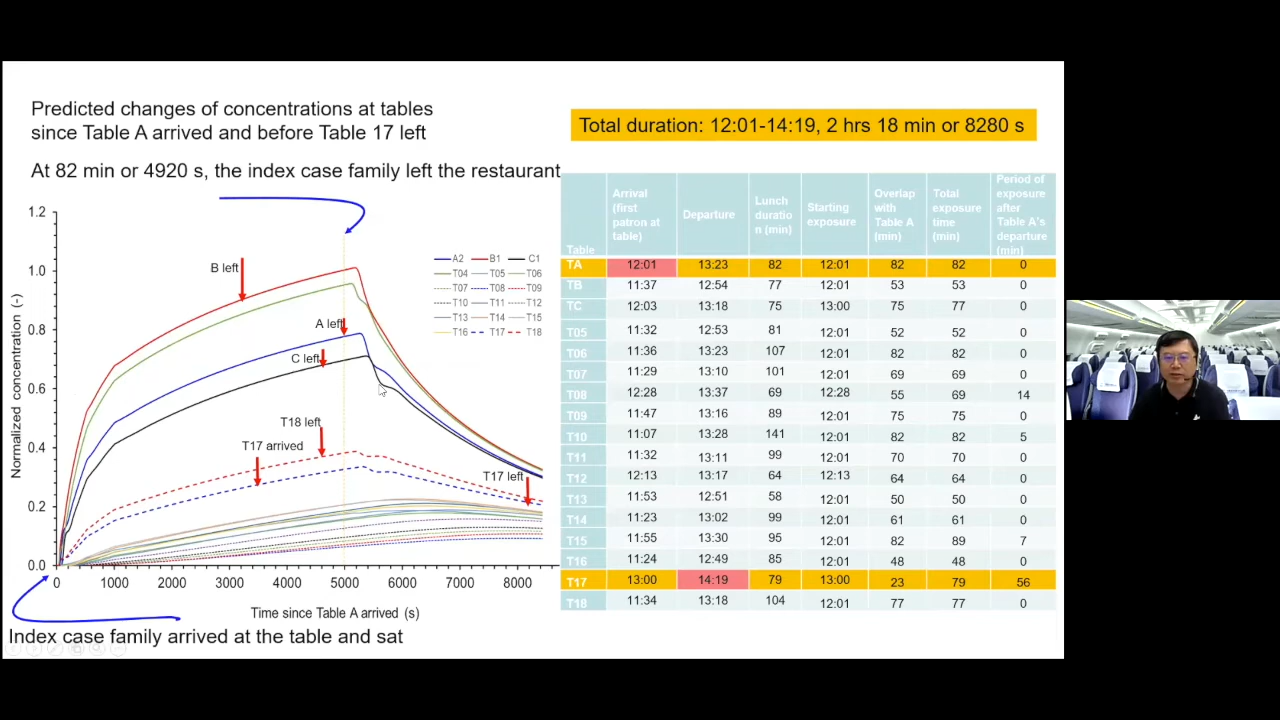 Predicted changes of concentrations at tables
since Table A arrived and before Table 17 left
At 82 min or 4920 s, the index case family left the restaurant
Total duration: 12:01-14:19, 2 hrs 18 min or 8280 s
1.2
1.0
0.8
0.6
0.4
0.2
0.0
Normalized concentration (-)
0 1000 2000 3000 4000 5000 6000 7000 8000
Time since Table A arrived (s)
B left
A left
C left
T18 left
T17 arrived
T17 left
A2 B1 C1
T04 T05 T06
T07 T08 T09
T10 T11 T12
T13 T14 T15
T16 T17 T18
Index case family arrived at the table and sat
Table
Arrival
(first
patron at
table)
Departure
Lunch
duratio
n (min)
Starting
exposure
Overlap
with
Table A
(min)
Total
exposure
time
(min)
Period of
exposure
after
Table A's
departure
(min)
TA 12:01 13:23 82 12:01 82 82 0
TB 11:37 12:54 77 12:01 53 53 0
TC 12:03 13:18 75 13:00 75 77 0
T05 11:32 12:53 81 12:01 52 52 0
T06 11:36 13:23 107 12:01 82 82 0
T07 11:29 13:10 101 12:01 69 69 0
T08 12:28 13:37 69 12:28 55 69 14
T09 11:47 13:16 89 12:01 75 75 0
T10 11:07 13:28 141 12:01 82 82 5
T11 11:32 13:11 99 12:01 70 70 0
T12 12:13 13:17 64 12:13 64 64 0
T13 11:53 12:51 58 12:01 50 50 0
T14 11:23 13:02 99 12:01 61 61 0
T15 11:55 13:30 95 12:01 82 89 7
T16 11:24 12:49 85 12:01 48 48 0
T17 13:00 14:19 79 13:00 23 79 56
T18 11:34 13:18 104 12:01 77 77 0